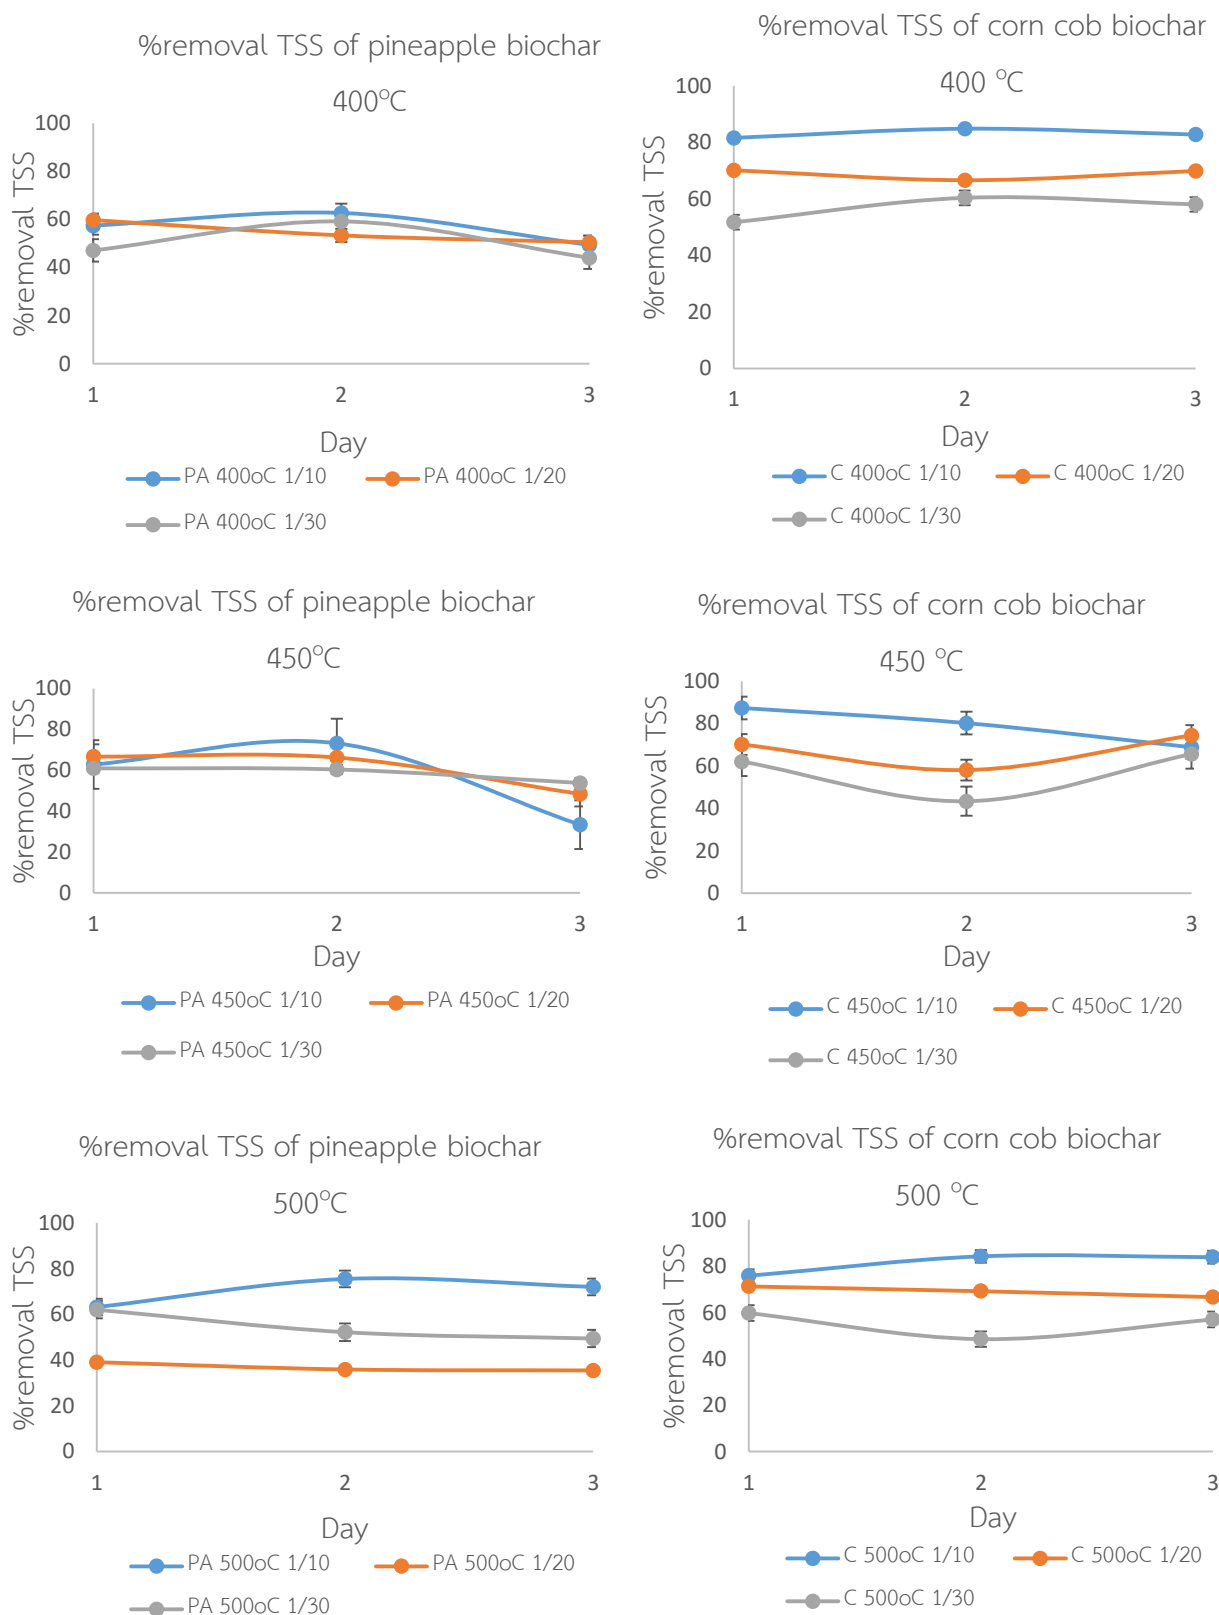 %removal TSS of pineapple biochar
400°C
%removal TSS
100
80
60
40
20
0
1 2 3
Day
PA 400oC 1/10 PA 400oC 1/20
PA 400oC 1/30
%removal TSS of corn cob biochar
400 °C
%removal TSS
100
80
60
40
20
0
1 2 3
Day
C 400oC 1/10 C 400oC 1/20
C 400oC 1/30
%removal TSS of pineapple biochar
450°C
%removal TSS
100
80
60
40
20
0
1 2 3
Day
PA 450oC 1/10 PA 450oC 1/20
PA 450oC 1/30
%removal TSS of corn cob biochar
450 °C
%removal TSS
100
80
60
40
20
0
1 2 3
Day
C 450oC 1/10 C 450oC 1/20
C 450oC 1/30
%removal TSS of pineapple biochar
500°C
%removal TSS
100
80
60
40
20
0
1 2 3
Day
PA 500oC 1/10 PA 500oC 1/20
PA 500oC 1/30
%removal TSS of corn cob biochar
500 °C
%removal TSS
100
80
60
40
20
0
1 2 3
Day
C 500oC 1/10 C 500oC 1/20
C 500oC 1/30